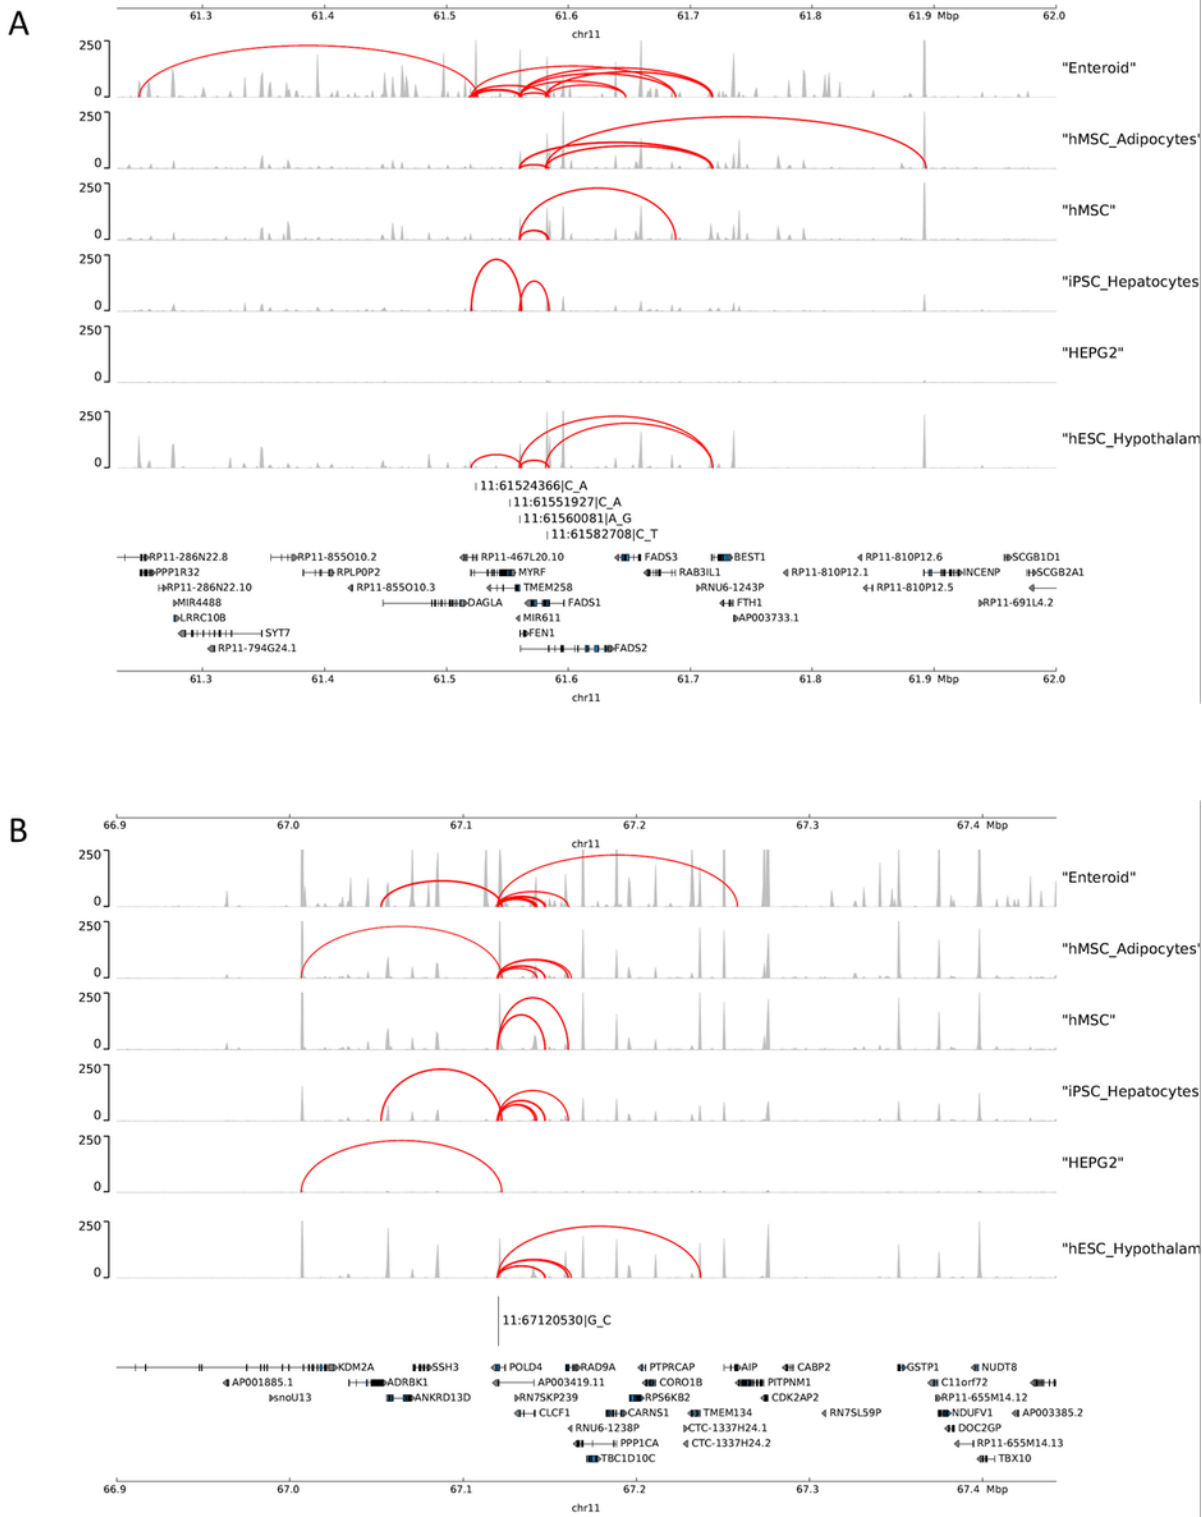 A
61.3 61.4 61.5 61.6 61.7 61.8 61.9 Mbp 62.0
chr11
250
0
"Enteroid"
250
0
"hMSC_Adipocytes"
250
0
"hMSC"
250
0
"iPSC_Hepatocytes
250
0
"HEPG2"
250
0
"hESC_Hypothalam
11:61524366|C_A
11:61551927|C_A
11:61560081|A_G
11:61582708|C_T
RP11-286N22.8 RP11-855O10.2 RP11-467L20.10 FADS3 BEST1 RP11-810P12.6 SCGB1D1
PPP1R32 RPLP0P2 MYRF RAB3IL1 RP11-810P12.1 INCENP SCGB2A1
RP11-286N22.10 RP11-855O10.3 TMEM258 RNU6-1243P RP11-810P12.5
MIR4488 DAGLA FADS1 FTH1 RP11-691L4.2
LRRC10B MIR611 AP003733.1
SYT7 FEN1
RP11-794G24.1 FADS2
61.3 61.4 61.5 61.6 61.7 61.8 61.9 Mbp 62.0
chr11
B
66.9 67.0 67.1 67.2 67.3 67.4 Mbp
chr11
250
0
"Enteroid"
250
0
"hMSC_Adipocytes"
250
0
"hMSC"
250
0
"iPSC_Hepatocytes
250
0
"HEPG2"
250
0
"hESC_Hypothalam
11:67120530|G_C
KDM2A SSH3 POLD4 RAD9A PTPRCAP AIP CABP2 GSTP1 NUDT8
AP001885.1 ADRBK1 AP003419.11 CORO1B PITPNM1 C11orf72
snoU13 ANKRD13D RN7SKP239 RPS6KB2 CDK2AP2 RP11-655M14.12
CLCF1 CARNS1 TMEM134 RN7SL59P NDUFV1 AP003385.2
RNU6-1238P CTC-1337H24.1 DOC2GP
PPP1CA CTC-1337H24.2 RP11-655M14.13
TBC1D10C TBX10
66.9 67.0 67.1 67.2 67.3 67.4 Mbp
chr11